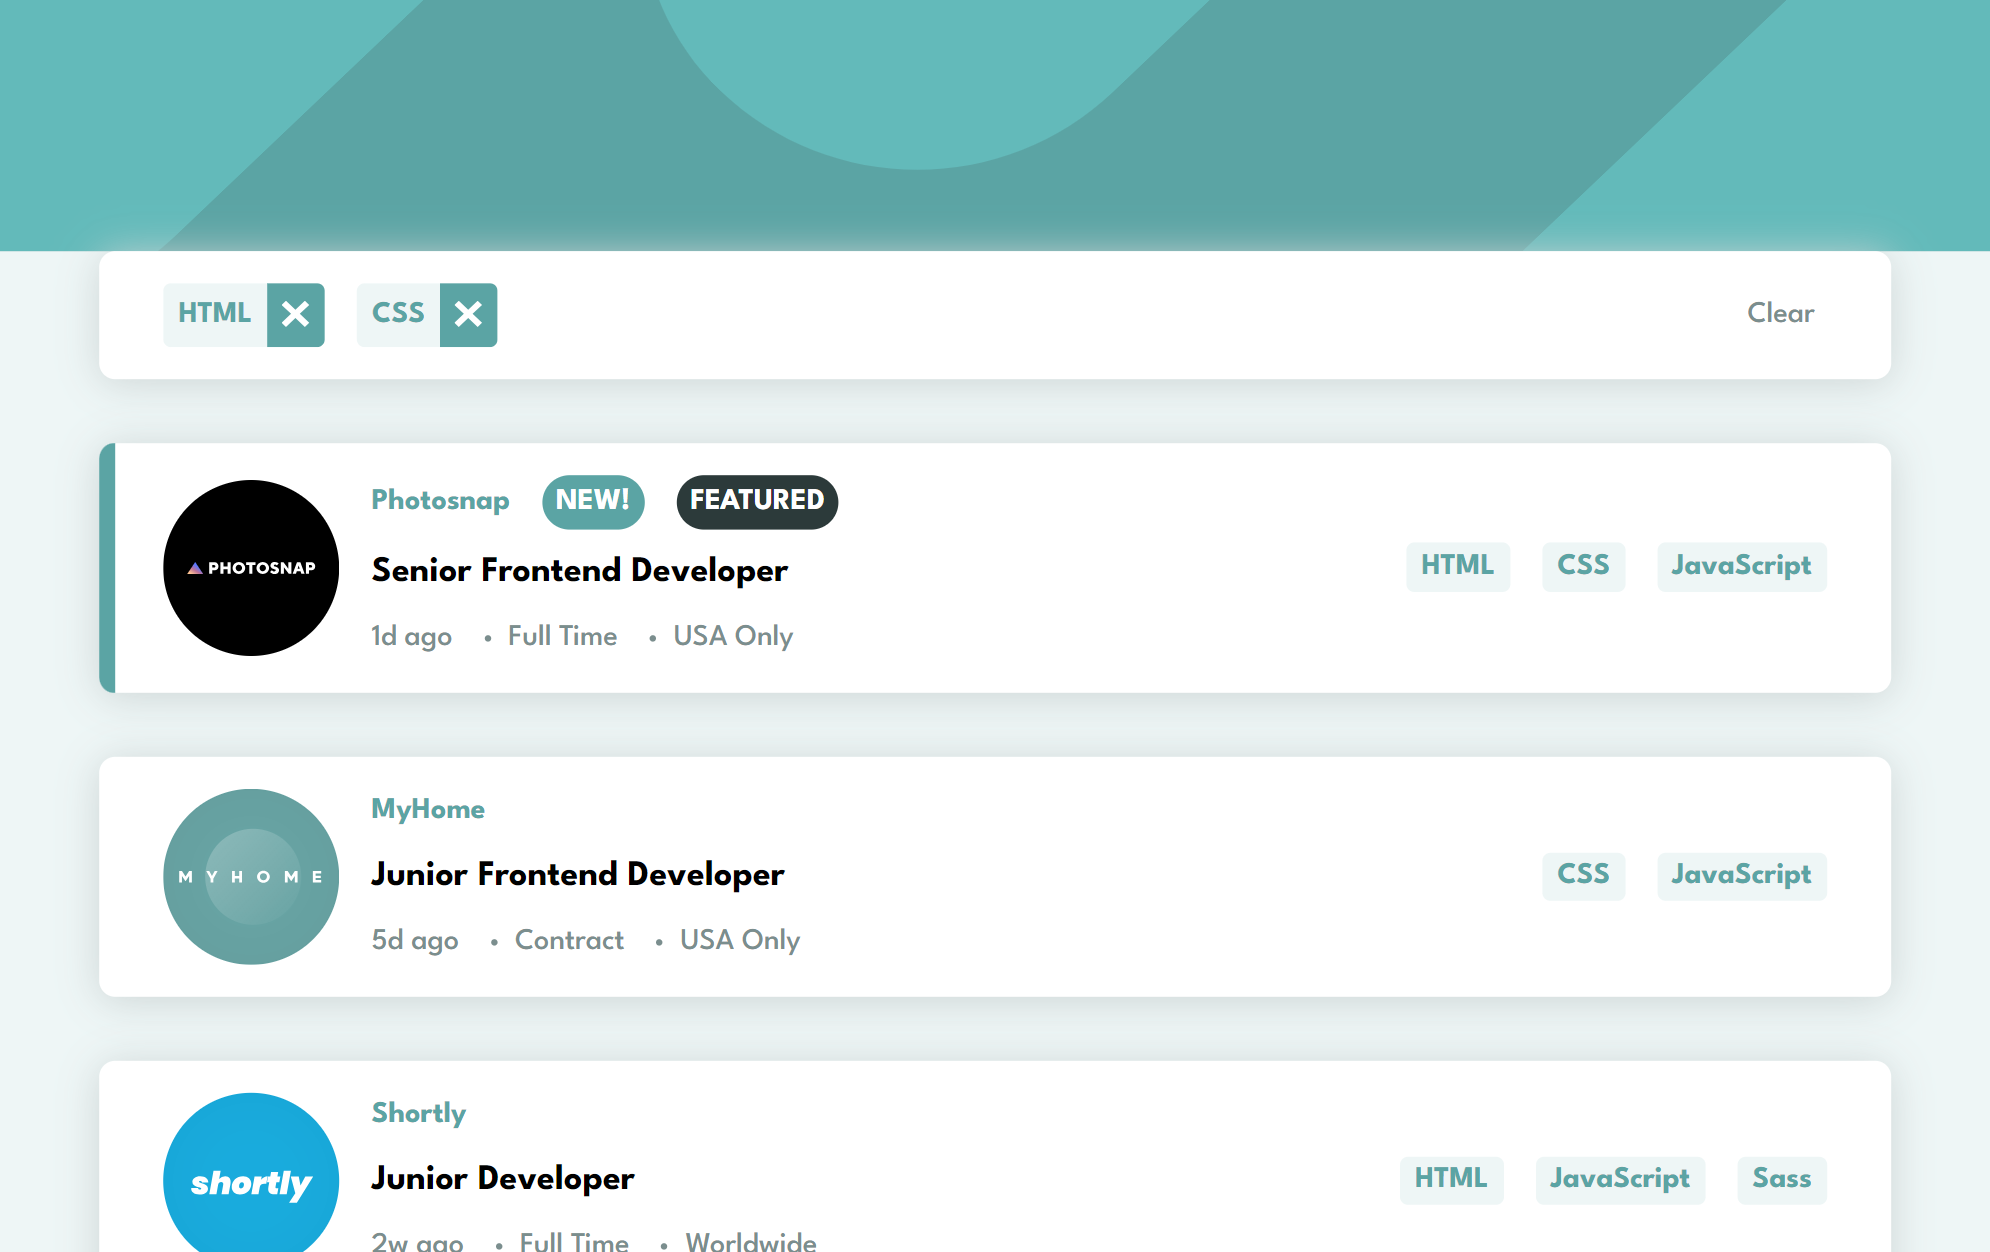 HTML CSS Clear
Photosnap NEW! FEATURED
PHOTOSNAP
Senior Frontend Developer
HTML CSS JavaScript
1d ago • Full Time • USA Only
MyHome
MYHOME
Junior Frontend Developer
CSS JavaScript
5d ago • Contract • USA Only
Shortly
shortly
Junior Developer
HTML JavaScript Sass
2w ago • Full Time • Worldwide